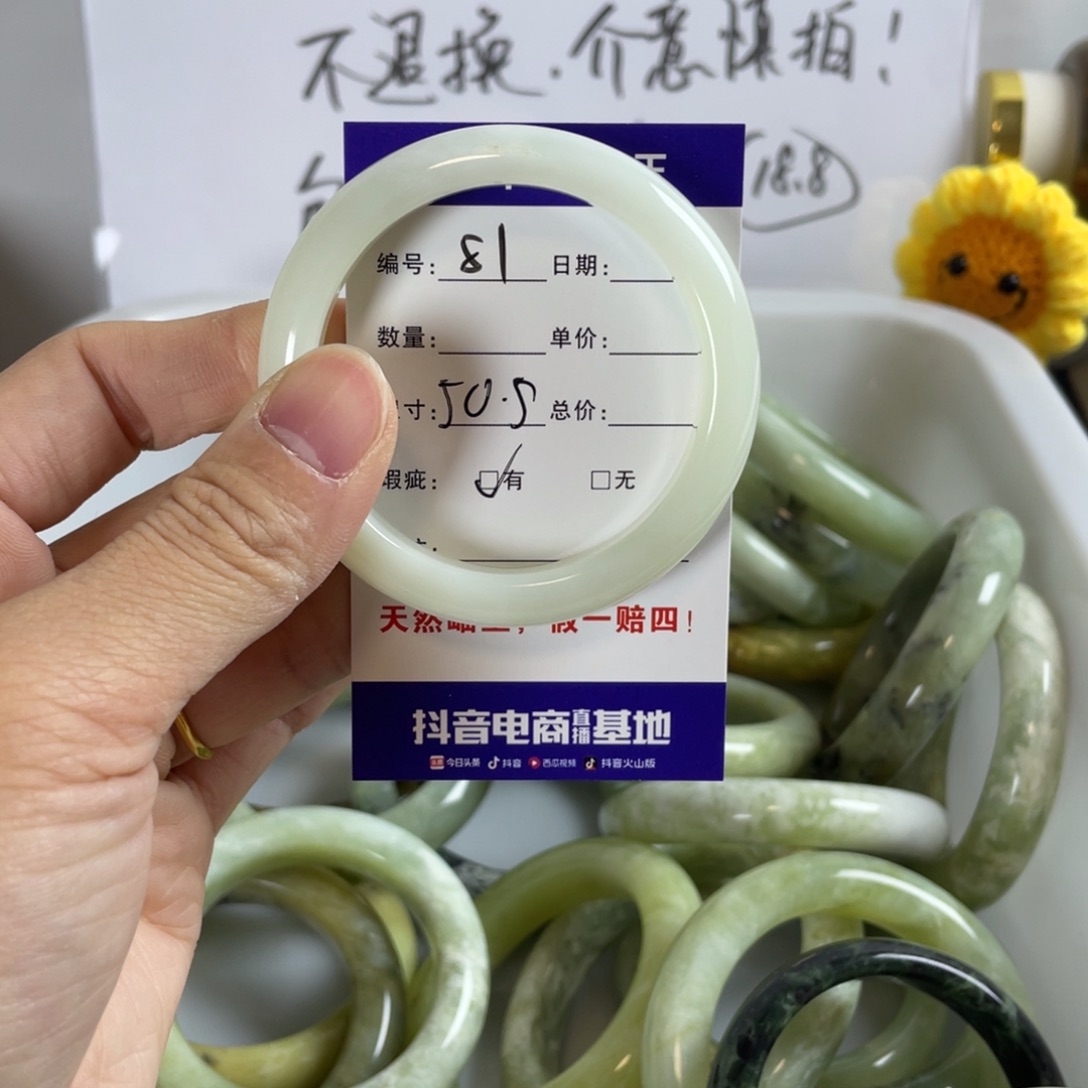 不退换.介意慎拍!
18.8
编号: 81 日期:
数量: 单价:
寸: 50.5 总价:
瑕疵: ☑有 □无
天然岫玉,假一赔四!
抖音电商直播基地
今日头条 抖音 西瓜视频 抖音火山版